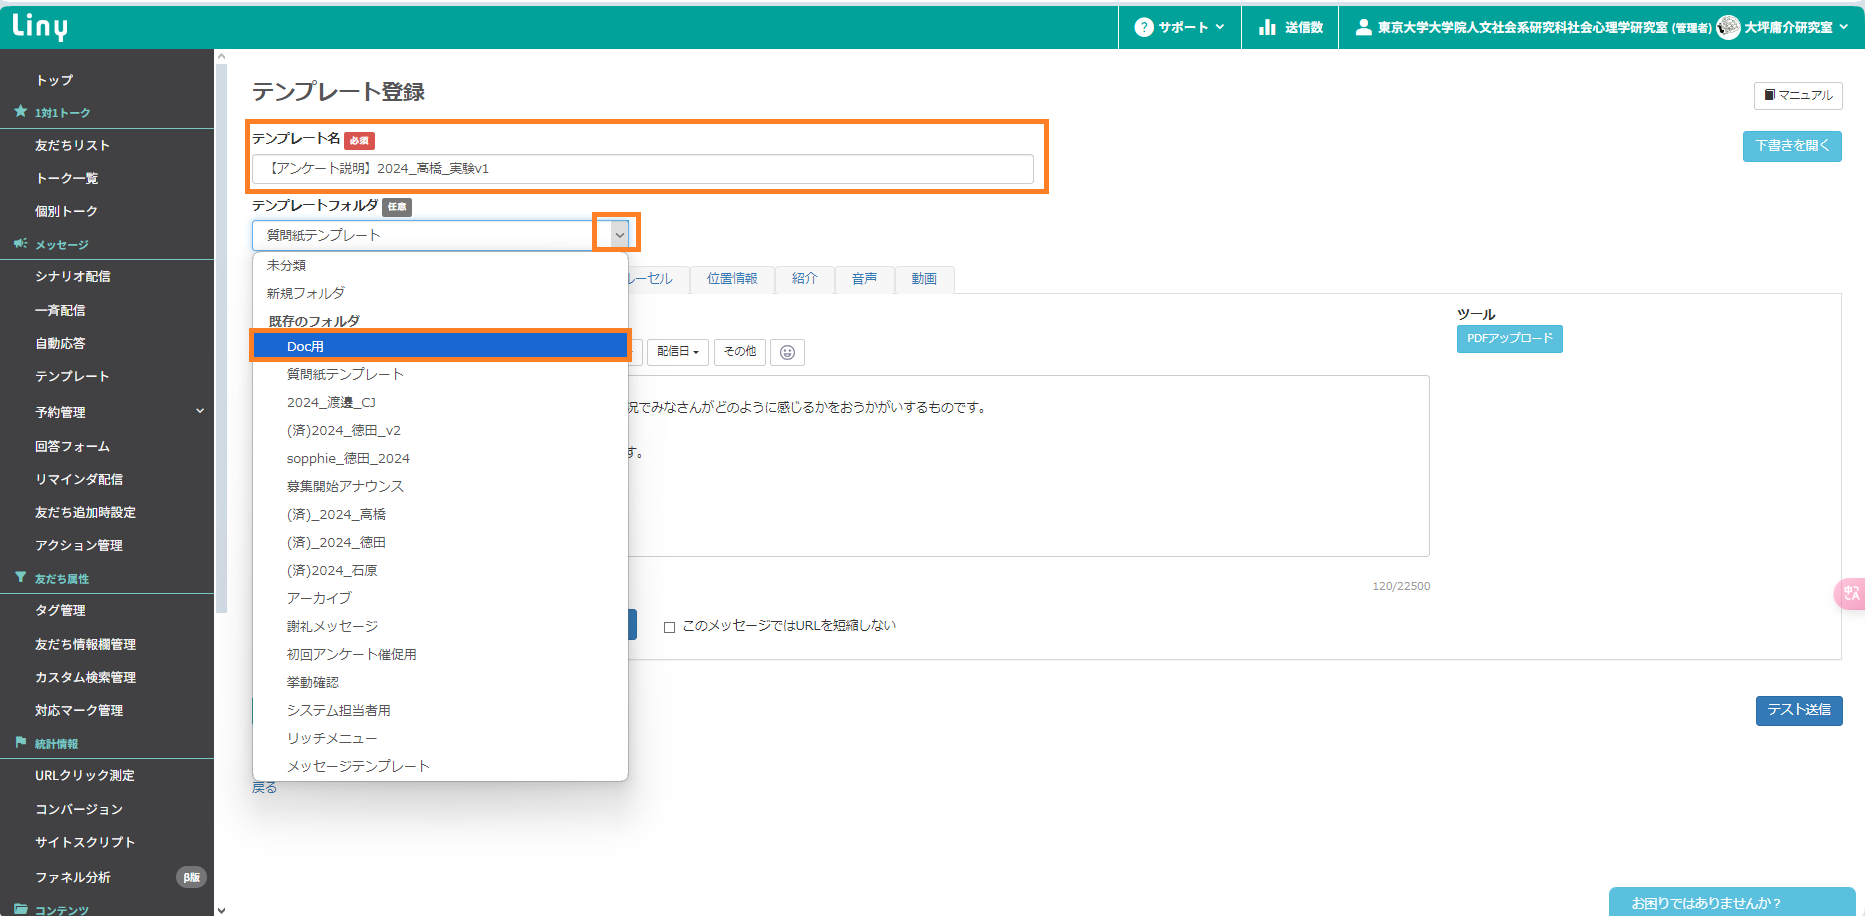 Liny
サポート
送信数
東京大学大学院人文社会系研究科社会心理学研究室 (管理者)
大坪庸介研究室
トップ
1対1トーク
友だちリスト
トーク一覧
個別トーク
メッセージ
シナリオ配信
一斉配信
自動応答
テンプレート
予約管理
回答フォーム
リマインダ配信
友だち追加時設定
アクション管理
友だち属性
タグ管理
友だち情報欄管理
カスタム検索管理
対応マーク管理
統計情報
URLクリック測定
コンバージョン
サイトスクリプト
ファネル分析 β版
コンテンツ
テンプレート登録
マニュアル
下書きを開く
テンプレート名 必須
【アンケート説明】2024_高橋_実験v1
テンプレートフォルダ 任意
質問紙テンプレート
未分類
新規フォルダ
既存のフォルダ
Doc用
質問紙テンプレート
2024_渡邊_CJ
(済)2024_徳田_v2
sopphie_徳田_2024
募集開始アナウンス
(済)_2024_高橋
(済)_2024_徳田
(済)2024_石原
アーカイブ
謝礼メッセージ
初回アンケート催促用
挙動確認
システム担当者用
リッチメニュー
メッセージテンプレート
戻る
ルーセル
位置情報
紹介
音声
動画
配信日
その他
況でみなさんがどのように感じるかをおうかがいするものです。
す。
120/22500
このメッセージではURLを短縮しない
ツール
PDFアップロード
テスト送信
中つ
こA
お困りではありませんか？